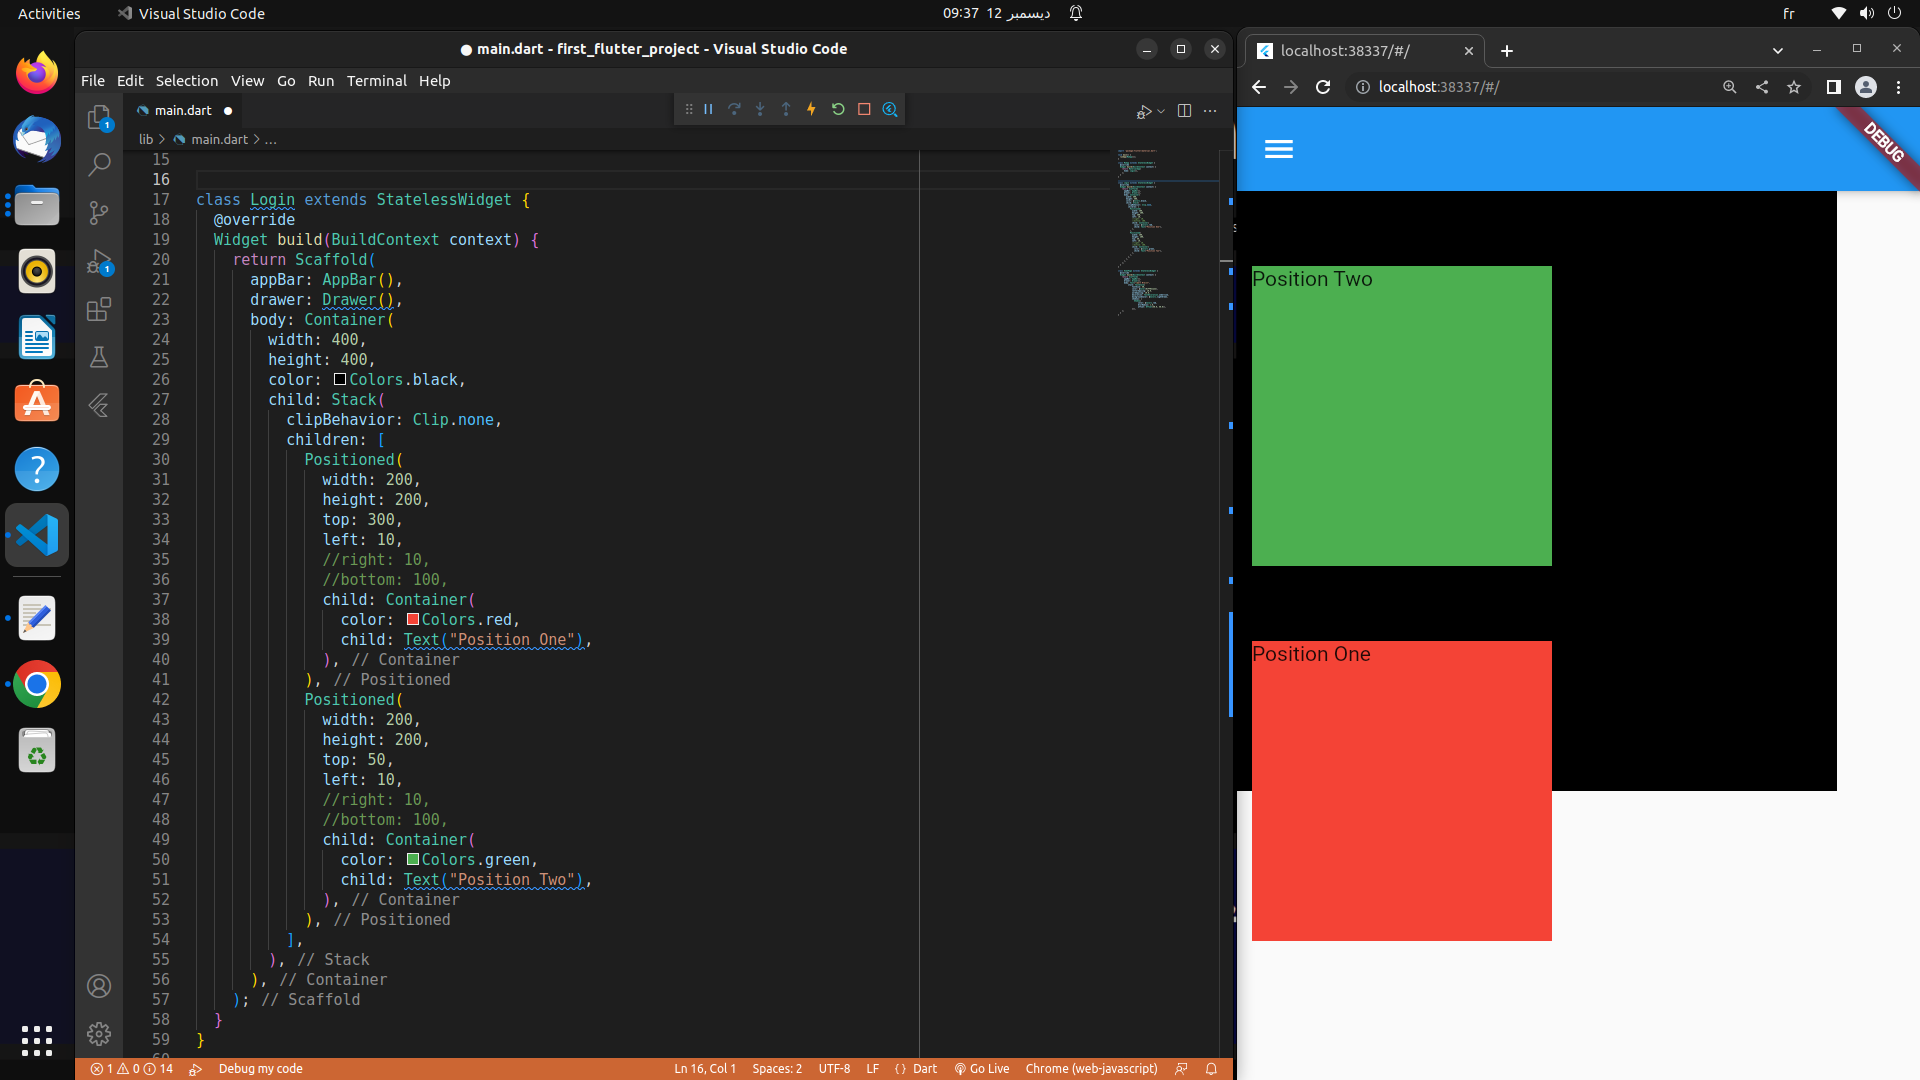 Activities
Visual Studio Code
09:37 12 ديسمبر
fr
● main.dart - first_flutter_project - Visual Studio Code
File Edit Selection View Go Run Terminal Help
main.dart ●
lib > main.dart > ...
15
16
17 class Login extends StatelessWidget {
18 @override
19 Widget build(BuildContext context) {
20 return Scaffold(
21 appBar: AppBar(),
22 drawer: Drawer(),
23 body: Container(
24 width: 400,
25 height: 400,
26 color: Colors.black,
27 child: Stack(
28 clipBehavior: Clip.none,
29 children: [
30 Positioned(
31 width: 200,
32 height: 200,
33 top: 300,
34 left: 10,
35 //right: 10,
36 //bottom: 100,
37 child: Container(
38 color: Colors.red,
39 child: Text("Position One"),
40 ), // Container
41 ), // Positioned
42 Positioned(
43 width: 200,
44 height: 200,
45 top: 50,
46 left: 10,
47 //right: 10,
48 //bottom: 100,
49 child: Container(
50 color: Colors.green,
51 child: Text("Position Two"),
52 ), // Container
53 ), // Positioned
54 ],
55 ), // Stack
56 ), // Container
57 ); // Scaffold
58 }
59 }
1 0 14 Debug my code
Ln 16, Col 1 Spaces: 2 UTF-8 LF {} Dart Go Live Chrome (web-javascript)
localhost:38337/#/
localhost:38337/#/
DEBUG
Position Two
Position One